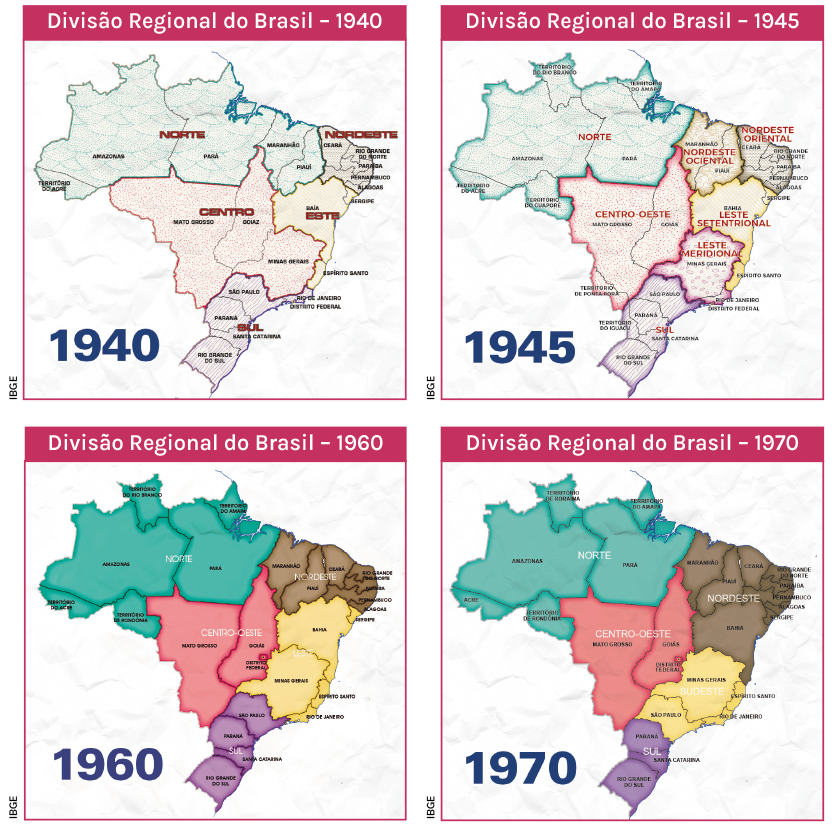 Divisão Regional do Brasil – 1940
NORTE
NORDESTE
AMAZONAS
PARÁ
MARANHÃO
CEARÁ
RIO GRANDE
DO NORTE
PARAÍBA
PIAUÍ
PERNAMBUCO
ALAGOAS
TERRITÓRIO
DO ACRE
SERGIPE
CENTRO
BAÍA
ESTE
MATO GROSSO
GOIAZ
MINAS GERAIS
ESPÍRITO SANTO
SÃO PAULO
RIO DE JANEIRO
DISTRITO FEDERAL
PARANÁ
SUL
SANTA CATARINA
RIO GRANDE
DO SUL
1940
IBGE
Divisão Regional do Brasil – 1945
TERRITÓRIO
DO RIO BRANCO
TERRITÓRIO
DO AMAPÁ
NORTE
NORDESTE
ORIENTAL
MARANHÃO
CEARÁ
NORDESTE
OCIENTAL
RIO GRANDE
DO NORTE
PARAÍBA
AMAZONAS
PARÁ
PIAUÍ
PERNAMBUCO
ALAGOAS
TERRITÓRIO
DO ACRE
SERGIPE
TERRITÓRIO
DO GUAPORÉ
BAHIA
CENTRO-OESTE
LESTE
SETENTRIONAL
MATO GROSSO
GOIÁS
LESTE
MERIDIONAL
MINAS GERAIS
ESPÍRITO SANTO
TERRITÓRIO
DE PONTA PORÃ
SÃO PAULO
RIO DE JANEIRO
DISTRITO FEDERAL
PARANÁ
TERRITÓRIO
DO IGUAÇU
SUL
SANTA CATARINA
RIO GRANDE
DO SUL
1945
IBGE
Divisão Regional do Brasil – 1960
TERRITÓRIO
DO RIO BRANCO
TERRITÓRIO
DO AMAPÁ
NORTE
AMAZONAS
PARÁ
MARANHÃO
CEARÁ
NORDESTE
RIO GRANDE
DO NORTE
PIAUÍ
PARAÍBA
PERNAMBUCO
TERRITÓRIO
DO ACRE
ALAGOAS
SERGIPE
TERRITÓRIO
DE RONDÔNIA
CENTRO-OESTE
BAHIA
MATO GROSSO
GOIÁS
LESTE
DISTRITO
FEDERAL
MINAS GERAIS
ESPÍRITO SANTO
SÃO PAULO
RIO DE JANEIRO
PARANÁ
SUL
SANTA CATARINA
RIO GRANDE
DO SUL
1960
IBGE
Divisão Regional do Brasil – 1970
TERRITÓRIO
DE RORAIMA
TERRITÓRIO
DO AMAPÁ
NORTE
AMAZONAS
PARÁ
MARANHÃO
CEARÁ
RIO GRANDE
DO NORTE
PIAUÍ
PARAÍBA
NORDESTE
PERNAMBUCO
ACRE
ALAGOAS
SERGIPE
TERRITÓRIO
DE RONDÔNIA
BAHIA
CENTRO-OESTE
MATO GROSSO
GOIÁS
DISTRITO
FEDERAL
MINAS GERAIS
SUDESTE
ESPÍRITO SANTO
SÃO PAULO
RIO DE JANEIRO
PARANÁ
SUL
SANTA CATARINA
RIO GRANDE
DO SUL
1970
IBGE